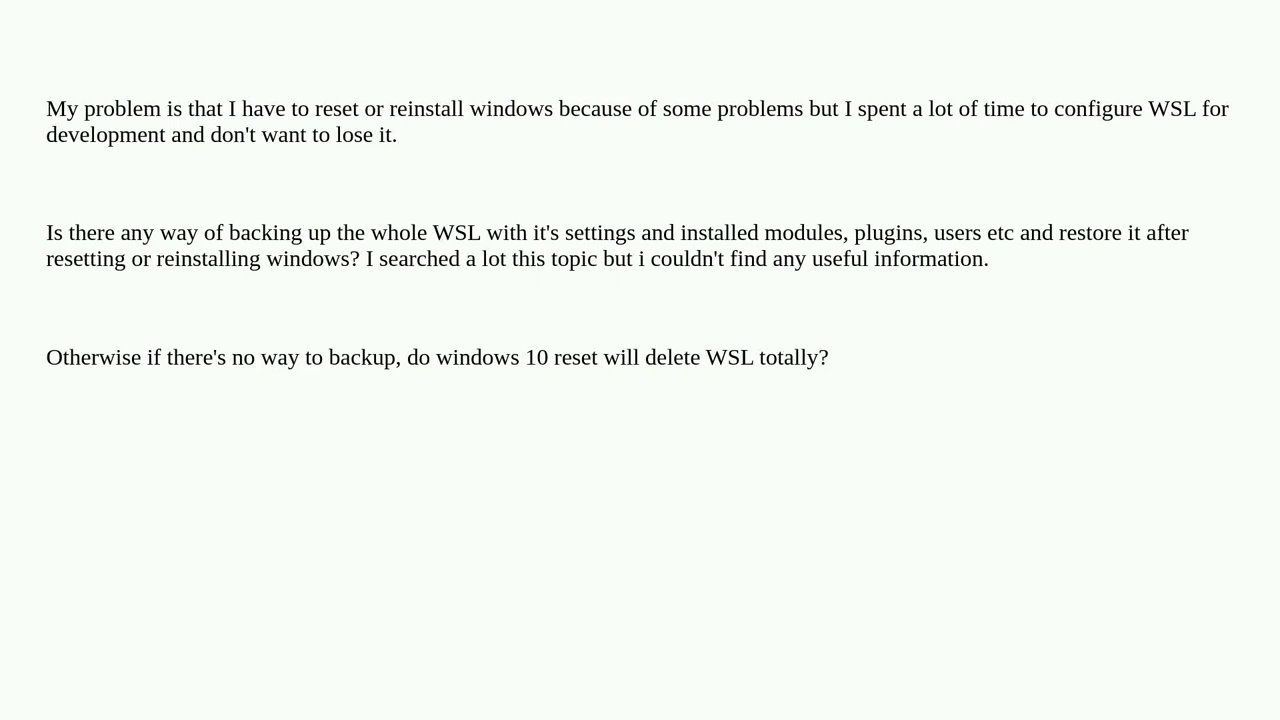 My problem is that I have to reset or reinstall windows because of some problems but I spent a lot of time to configure WSL for
development and don't want to lose it.
Is there any way of backing up the whole WSL with it's settings and installed modules, plugins, users etc and restore it after
resetting or reinstalling windows? I searched a lot this topic but i couldn't find any useful information.
Otherwise if there's no way to backup, do windows 10 reset will delete WSL totally?